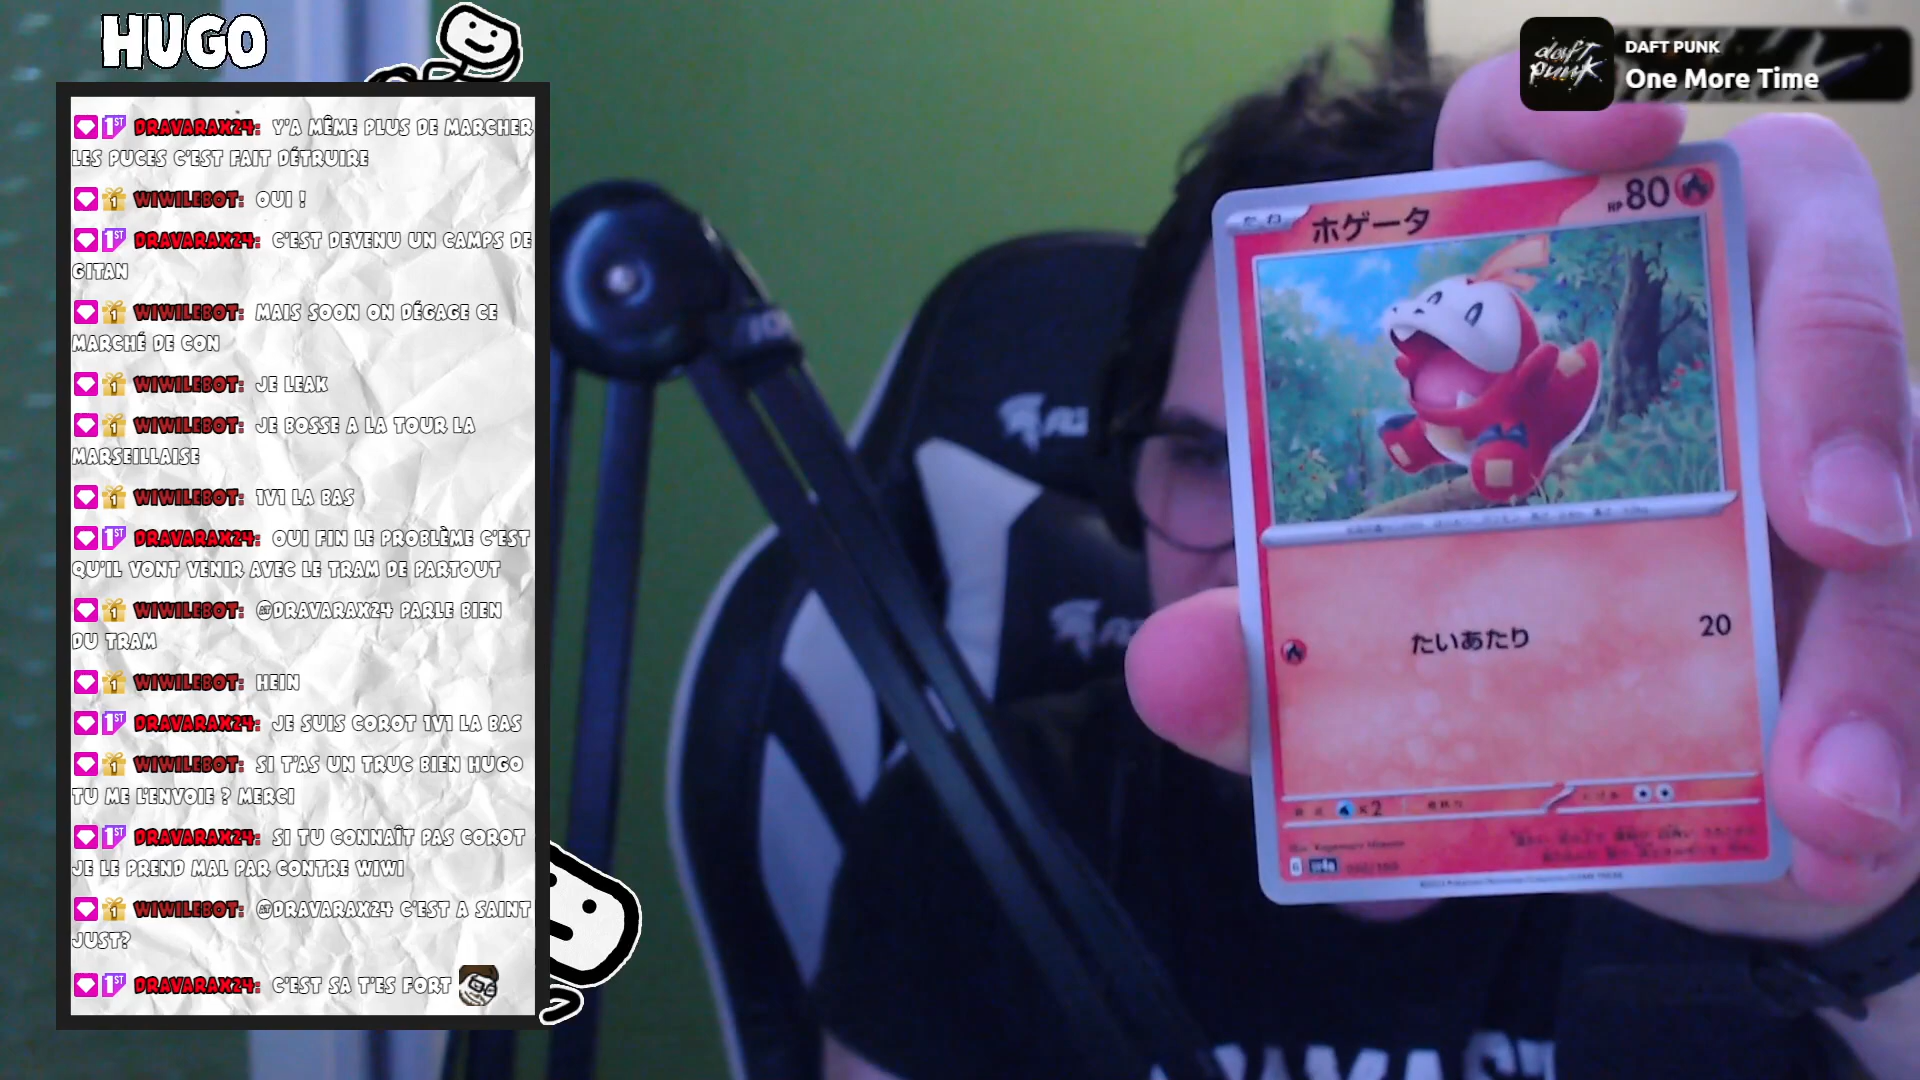 HUGO
DRAVARAX24: Y'A MÊME PLUS DE MARCHER
LES PUCES C'EST FAIT DÉTRUIRE
WIWILEBOT: OUI !
DRAVARAX24: C'EST DEVENU UN CAMPS DE
GITAN
WIWILEBOT: MAIS SOON ON DÉGAGE CE
MARCHÉ DE CON
WIWILEBOT: JE LEAK
WIWILEBOT: JE BOSSE A LA TOUR LA
MARSEILLAISE
WIWILEBOT: 1V1 LA BAS
DRAVARAX24: OUI FIN LE PROBLÈME C'EST
QU'IL VONT VENIR AVEC LE TRAM DE PARTOUT
WIWILEBOT: @DRAVARAX24 PARLE BIEN
DU TRAM
WIWILEBOT: HEIN
DRAVARAX24: JE SUIS COROT 1V1 LA BAS
WIWILEBOT: SI T'AS UN TRUC BIEN HUGO
TU ME L'ENVOIE ? MERCI
DRAVARAX24: SI TU CONNAÎT PAS COROT
JE LE PREND MAL PAR CONTRE WIWI
WIWILEBOT: @DRAVARAX24 C'EST A SAINT
JUST?
DRAVARAX24: C'EST SA T'ES FORT
daft punk
DAFT PUNK
One More Time
ホゲータ
HP 80
たいあたり 20
×2